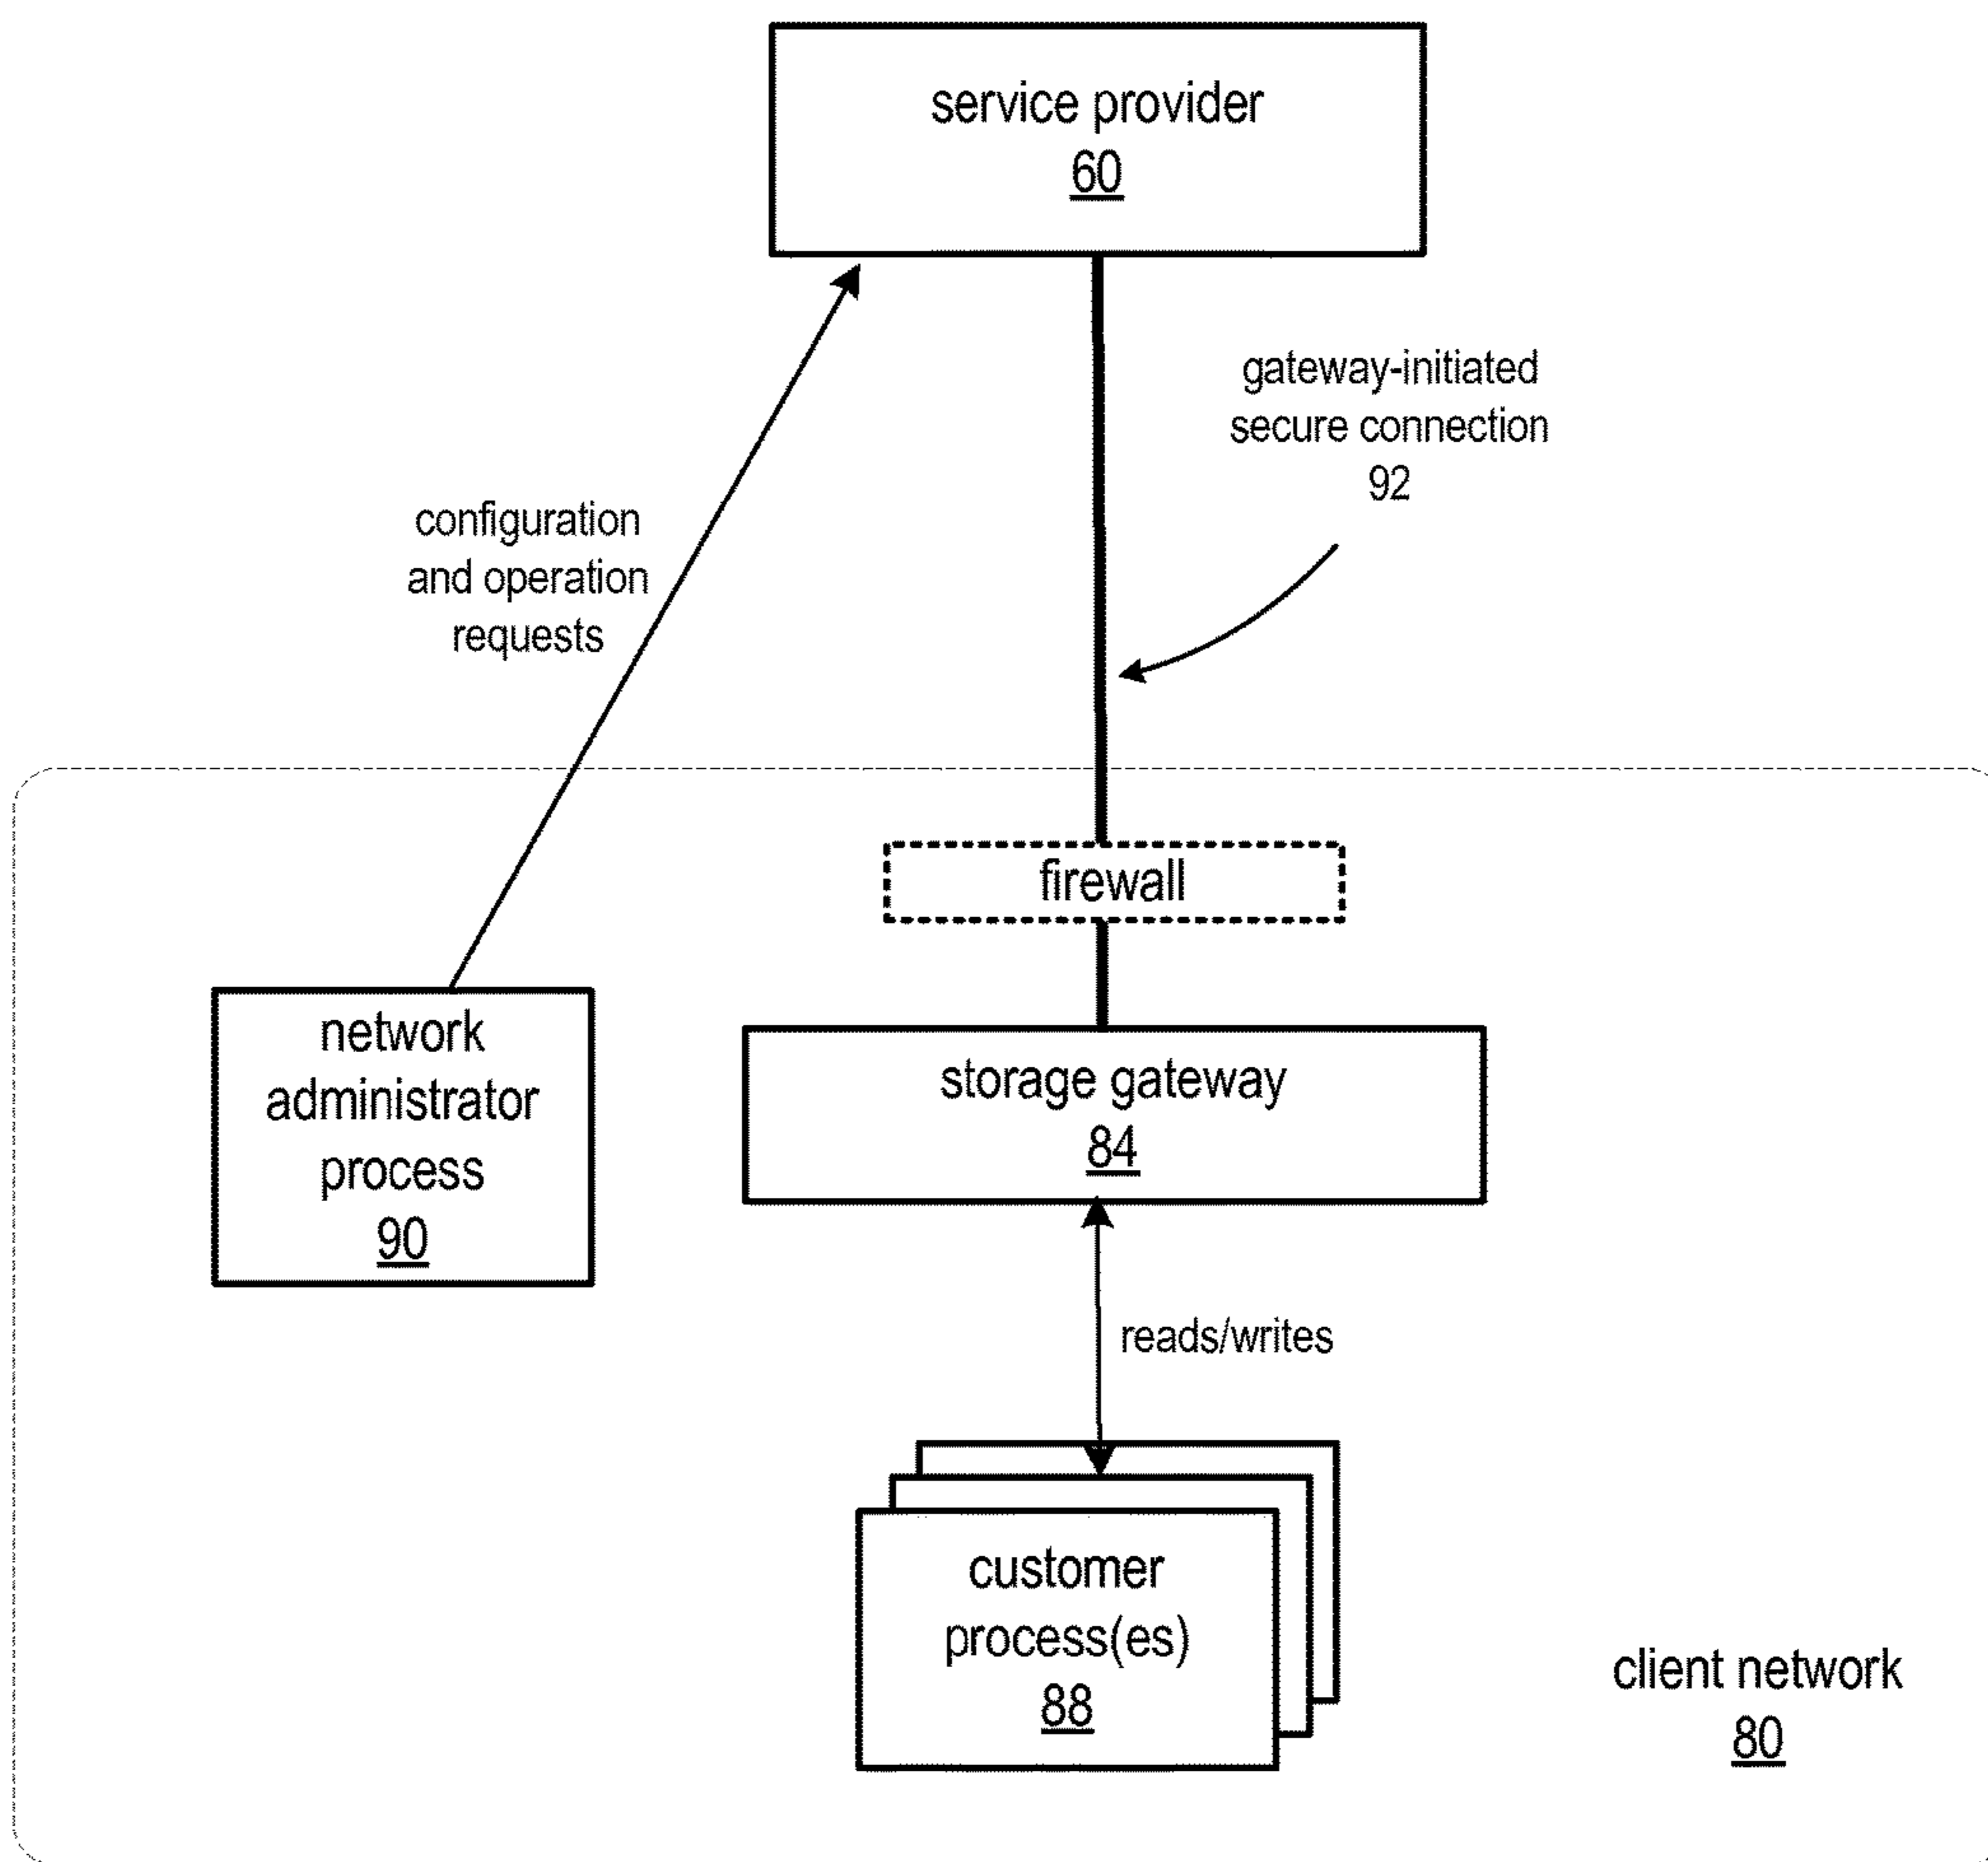 service provider
60
gateway-initiated
secure connection
92
configuration
and operation
requests
firewall
network
administrator
process
90
storage gateway
84
reads/writes
customer
process(es)
88
client network
80